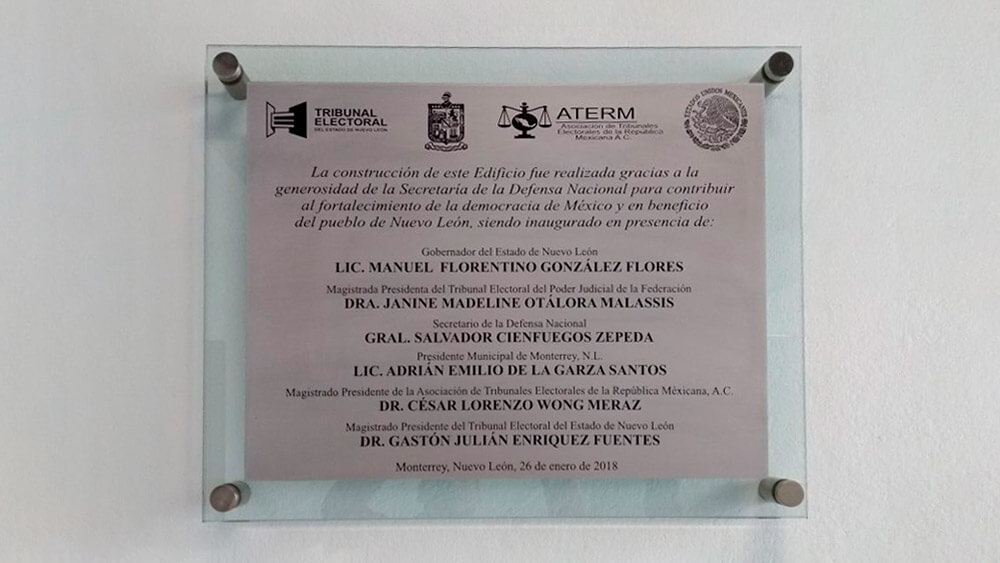 TRIBUNAL
ELECTORAL
DEL ESTADO DE NUEVO LEÓN
ATERM
Asociación de Tribunales
Electorales de la República
Mexicana A.C.
ESTADOS UNIDOS MEXICANOS
La construcción de este Edificio fue realizada gracias a la
generosidad de la Secretaría de la Defensa Nacional para contribuir
al fortalecimiento de la democracia de México y en beneficio
del pueblo de Nuevo León, siendo inaugurado en presencia de:
Gobernador del Estado de Nuevo León
LIC. MANUEL FLORENTINO GONZÁLEZ FLORES
Magistrada Presidenta del Tribunal Electoral del Poder Judicial de la Federación
DRA. JANINE MADELINE OTÁLORA MALASSIS
Secretario de la Defensa Nacional
GRAL. SALVADOR CIENFUEGOS ZEPEDA
Presidente Municipal de Monterrey, N.L.
LIC. ADRIÁN EMILIO DE LA GARZA SANTOS
Magistrado Presidente de la Asociación de Tribunales Electorales de la República Méxicana, A.C.
DR. CÉSAR LORENZO WONG MERAZ
Magistrado Presidente del Tribunal Electoral del Estado de Nuevo León
DR. GASTÓN JULIÁN ENRIQUEZ FUENTES
Monterrey, Nuevo León, 26 de enero de 2018